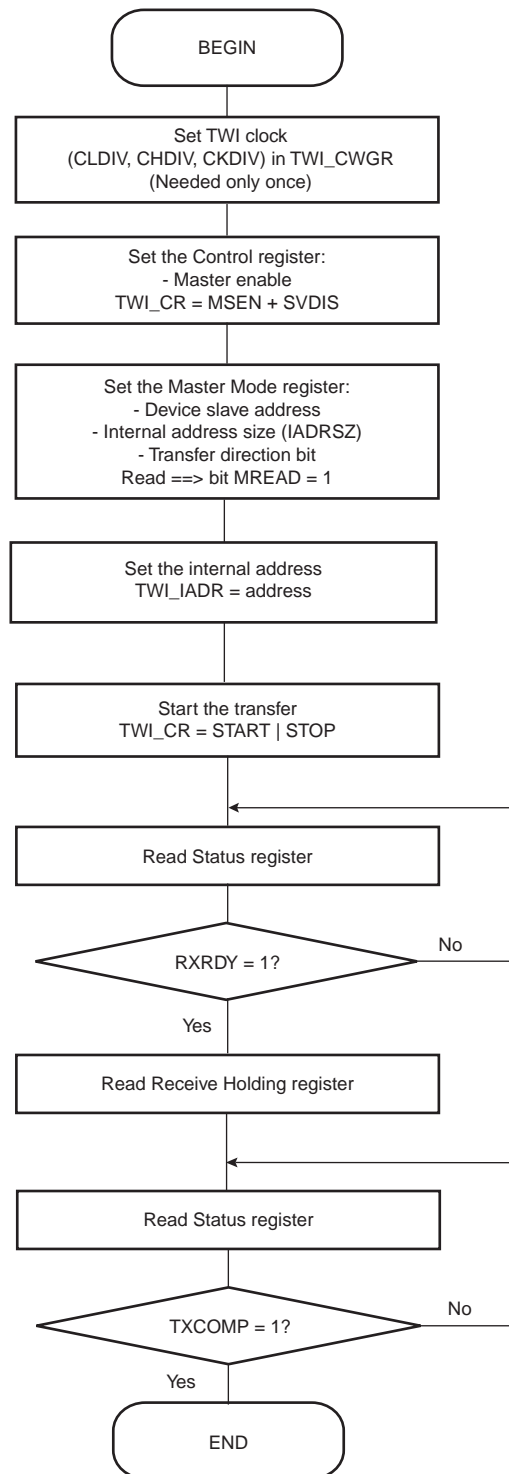 BEGIN
Set TWI clock
(CLDIV, CHDIV, CKDIV) in TWI_CWGR
(Needed only once)
Set the Control register:
- Master enable
TWI_CR = MSEN + SVDIS
Set the Master Mode register:
- Device slave address
- Internal address size (IADRSZ)
- Transfer direction bit
Read ==> bit MREAD = 1
Set the internal address
TWI_IADR = address
Start the transfer
TWI_CR = START | STOP
Read Status register
RXRDY = 1?
No
Yes
Read Receive Holding register
Read Status register
TXCOMP = 1?
No
Yes
END